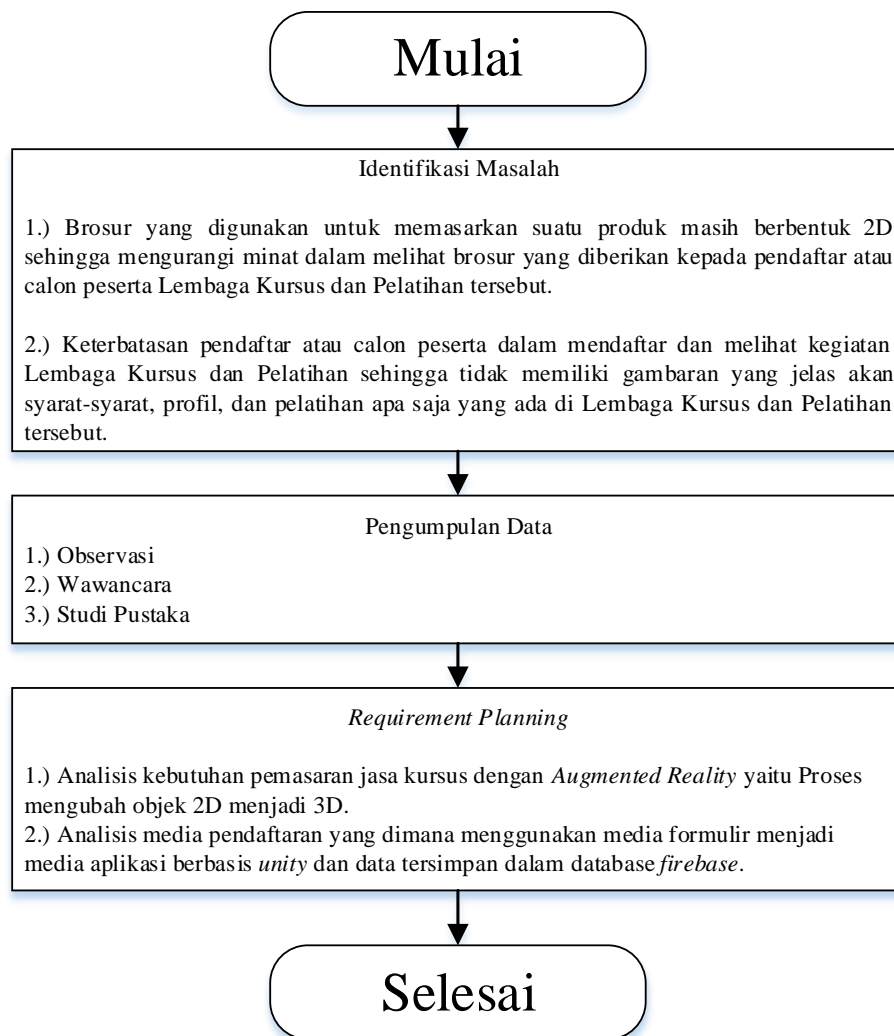 Mulai
Identifikasi Masalah
1.) Brosur yang digunakan untuk memasarkan suatu produk masih berbentuk 2D
sehingga mengurangi minat dalam melihat brosur yang diberikan kepada pendaftar atau
calon peserta Lembaga Kursus dan Pelatihan tersebut.
2.) Keterbatasan pendaftar atau calon peserta dalam mendaftar dan melihat kegiatan
Lembaga Kursus dan Pelatihan sehingga tidak memiliki gambaran yang jelas akan
syarat-syarat, profil, dan pelatihan apa saja yang ada di Lembaga Kursus dan Pelatihan
tersebut.
Pengumpulan Data
1.) Observasi
2.) Wawancara
3.) Studi Pustaka
Requirement Planning
1.) Analisis kebutuhan pemasaran jasa kursus dengan Augmented Reality yaitu Proses
mengubah objek 2D menjadi 3D.
2.) Analisis media pendaftaran yang dimana menggunakan media formulir menjadi
media aplikasi berbasis unity dan data tersimpan dalam database firebase.
Selesai